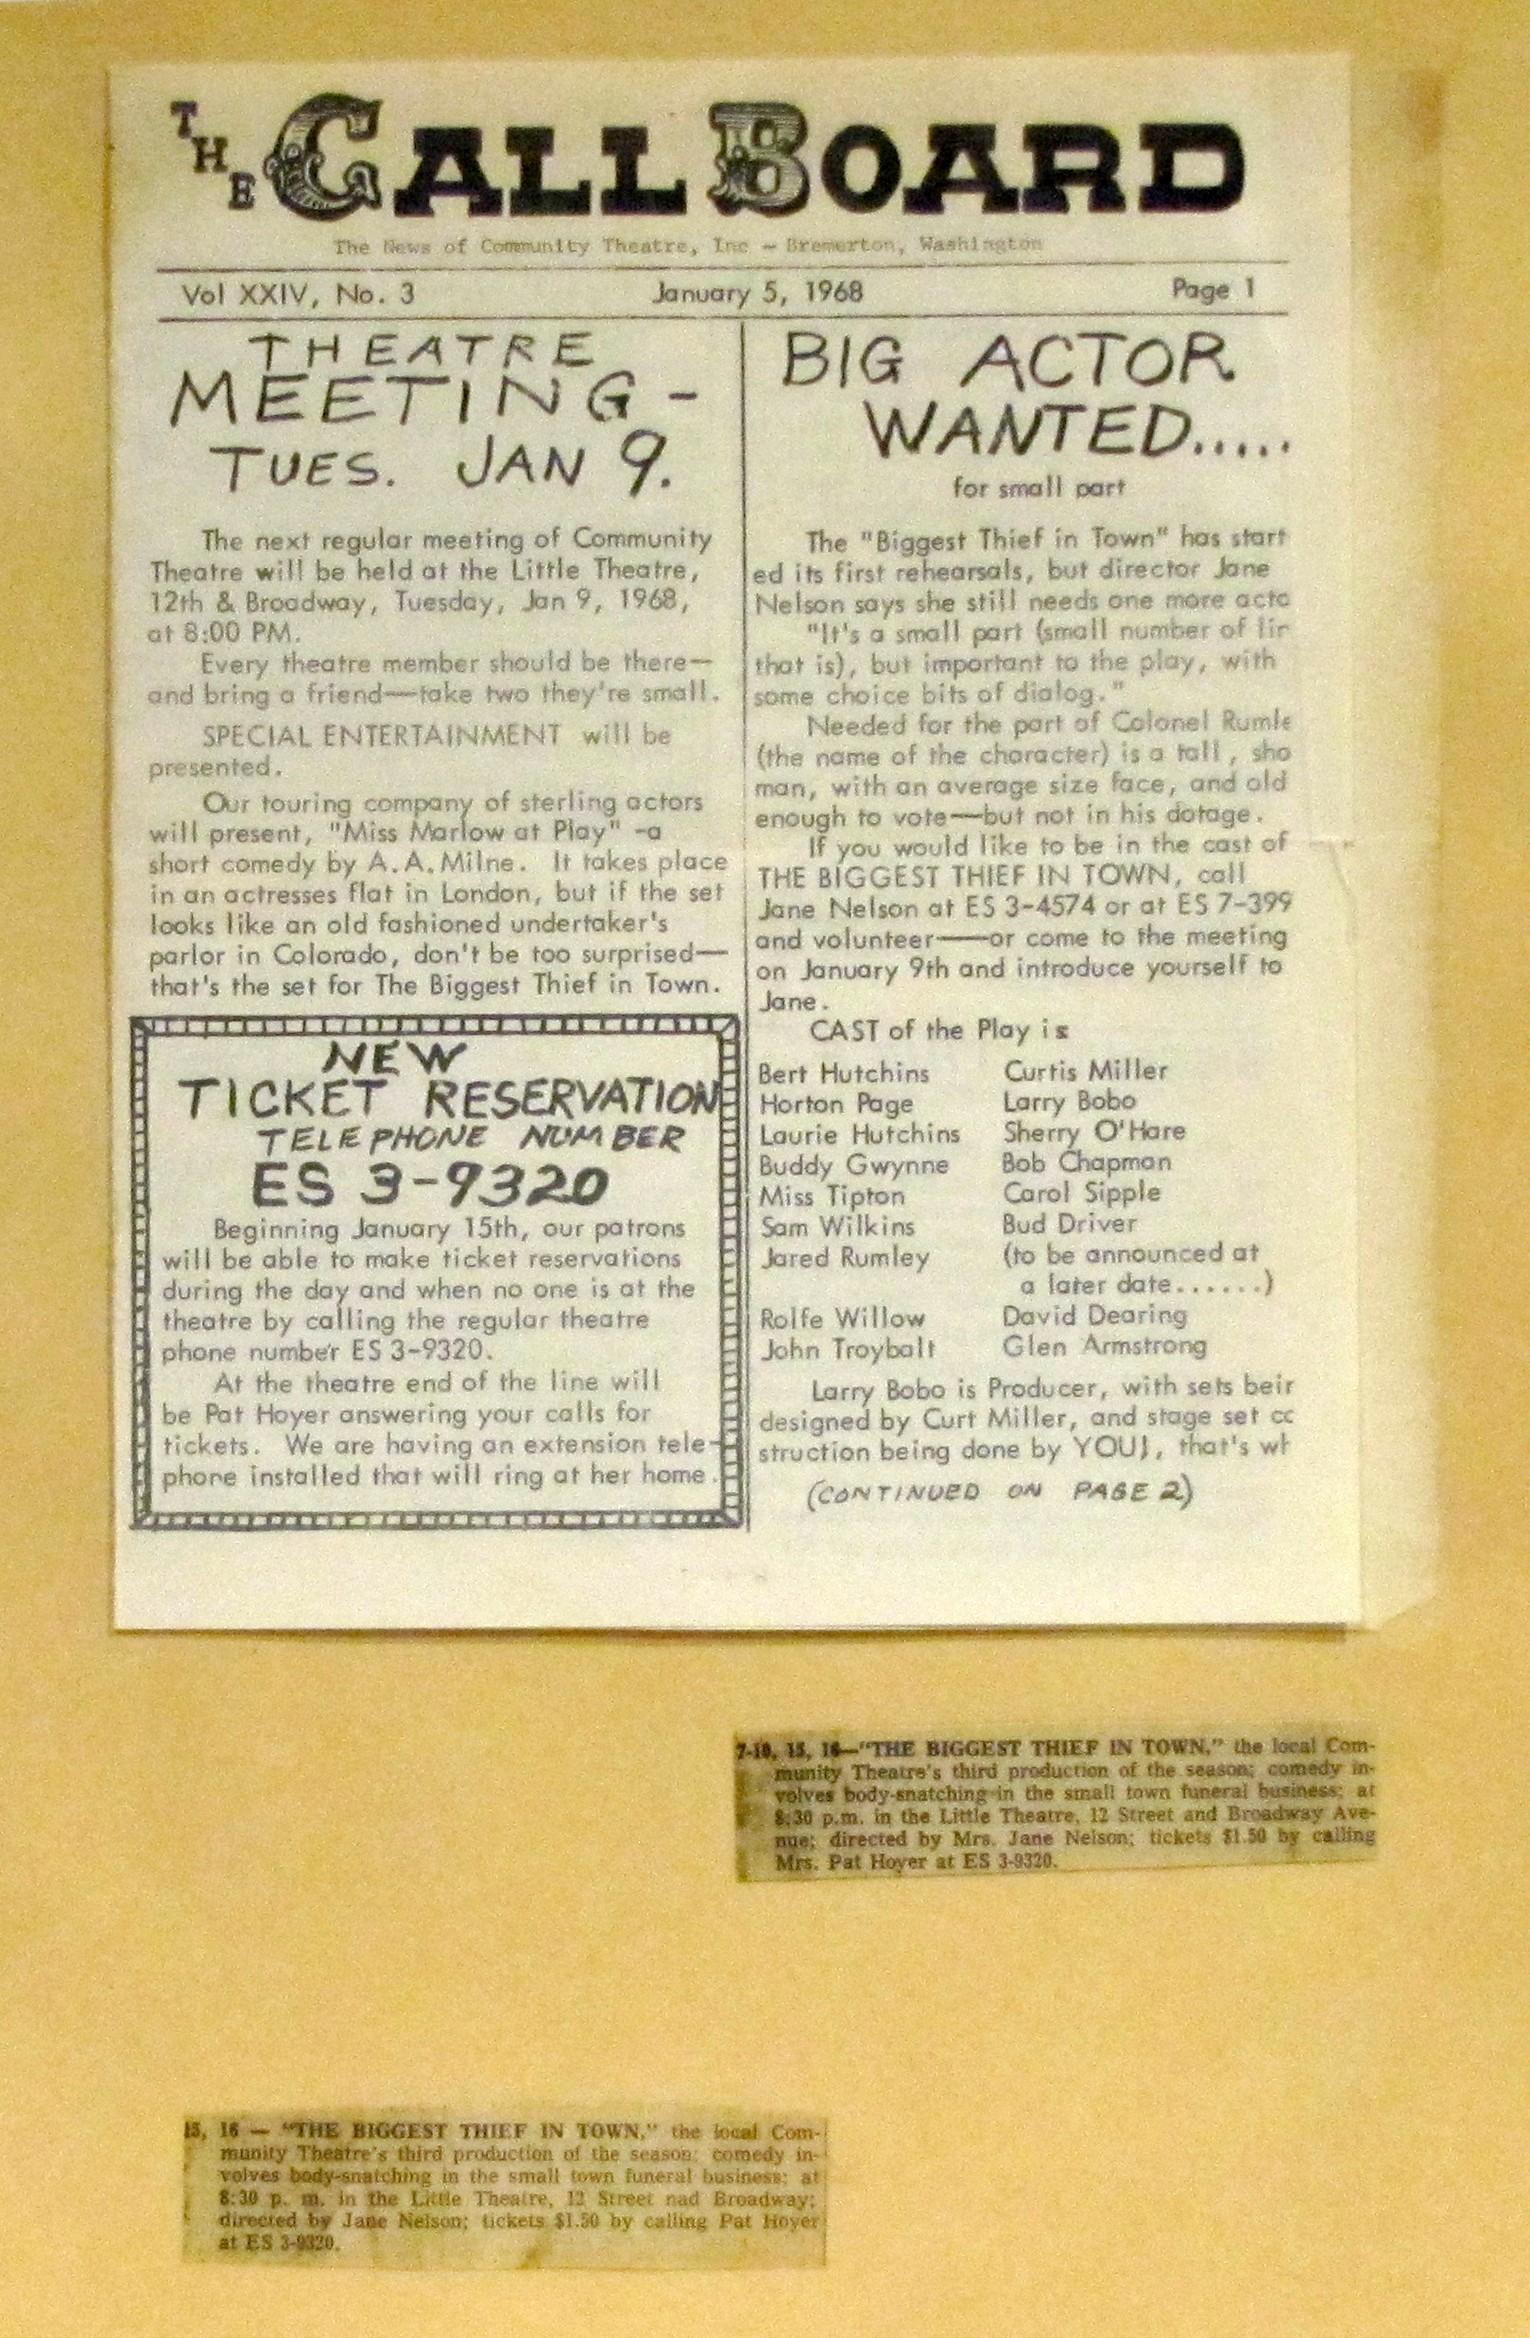 THE CALL BOARD
The News of Community Theatre, Inc - Bremerton, Washington
Vol XXIV, No. 3 January 5, 1968 Page 1
THEATRE
MEETING-
TUES. JAN 9.
The next regular meeting of Community
Theatre will be held at the Little Theatre,
12th & Broadway, Tuesday, Jan 9, 1968,
at 8:00 PM.
Every theatre member should be there—
and bring a friend—take two they're small.
SPECIAL ENTERTAINMENT will be
presented.
Our touring company of sterling actors
will present, "Miss Marlow at Play" -a
short comedy by A.A.Milne. It takes place
in an actresses flat in London, but if the set
looks like an old fashioned undertaker's
parlor in Colorado, don't be too surprised—
that's the set for The Biggest Thief in Town.
NEW
TICKET RESERVATION
TELEPHONE NUMBER
ES 3-9320
Beginning January 15th, our patrons
will be able to make ticket reservations
during the day and when no one is at the
theatre by calling the regular theatre
phone number ES 3-9320.
At the theatre end of the line will
be Pat Hoyer answering your calls for
tickets. We are having an extension tele-
phone installed that will ring at her home.
BIG ACTOR
WANTED.....
for small part
The "Biggest Thief in Town" has start
ed its first rehearsals, but director Jane
Nelson says she still needs one more acto
"It's a small part (small number of lin
that is), but important to the play, with
some choice bits of dialog."
Needed for the part of Colonel Rumle
(the name of the character) is a tall, sho
man, with an average size face, and old
enough to vote—but not in his dotage.
If you would like to be in the cast of
THE BIGGEST THIEF IN TOWN, call
Jane Nelson at ES 3-4574 or at ES 7-399
and volunteer—or come to the meeting
on January 9th and introduce yourself to
Jane.
CAST of the Play is
Bert Hutchins Curtis Miller
Horton Page Larry Bobo
Laurie Hutchins Sherry O'Hare
Buddy Gwynne Bob Chapman
Miss Tipton Carol Sipple
Sam Wilkins Bud Driver
Jared Rumley (to be announced at
a later date......)
Rolfe Willow David Dearing
John Troybalt Glen Armstrong
Larry Bobo is Producer, with sets bein
designed by Curt Miller, and stage set co
struction being done by YOU!, that's wh
(CONTINUED ON PAGE 2)
7-10, 15, 16—"THE BIGGEST THIEF IN TOWN," the local Com-
munity Theatre's third production of the season; comedy in-
volves body-snatching in the small town funeral business; at
8:30 p.m. in the Little Theatre, 12 Street and Broadway Ave-
nue; directed by Mrs. Jane Nelson; tickets $1.50 by calling
Mrs. Pat Hoyer at ES 3-9320.
15, 16 — "THE BIGGEST THIEF IN TOWN," the local Com-
munity Theatre's third production of the season; comedy in-
volves body-snatching in the small town funeral business; at
8:30 p. m. in the Little Theatre, 12 Street nad Broadway;
directed by Jane Nelson; tickets $1.50 by calling Pat Hoyer
at ES 3-9320.